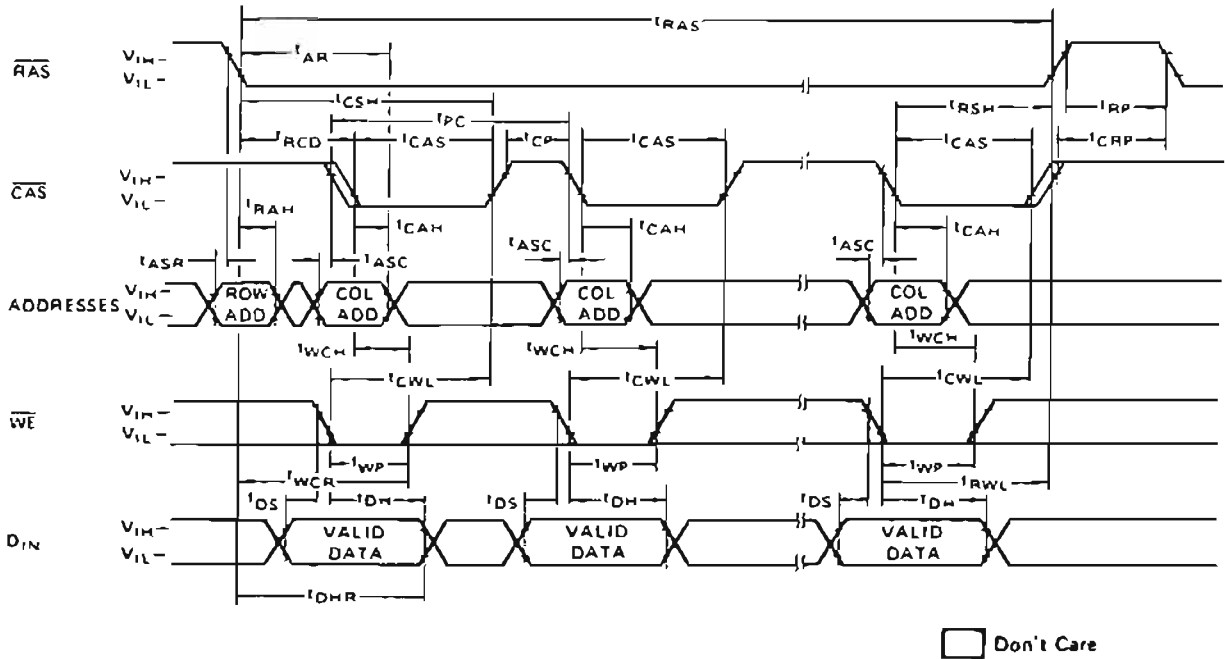 tRAS
tAR
RAS
VIH
VIL
tCSH
tRSH
tRP
tPC
tRCD
tCAS
tCP
tCAS
tCAS
tCRP
CAS
VIH
VIL
tRAH
tCAH
tCAH
tCAH
tASR
tASC
tASC
tASC
ADDRESSES
VIH
VIL
ROW ADD
COL ADD
COL ADD
COL ADD
tWCH
tWCH
tWCH
tCWL
tCWL
tCWL
WE
VIH
VIL
tWP
tWP
tWP
tWCR
tRWL
tDS
tDH
tDS
tDH
tDS
tDH
DIN
VIH
VIL
VALID DATA
VALID DATA
VALID DATA
tDHR
Don't Care